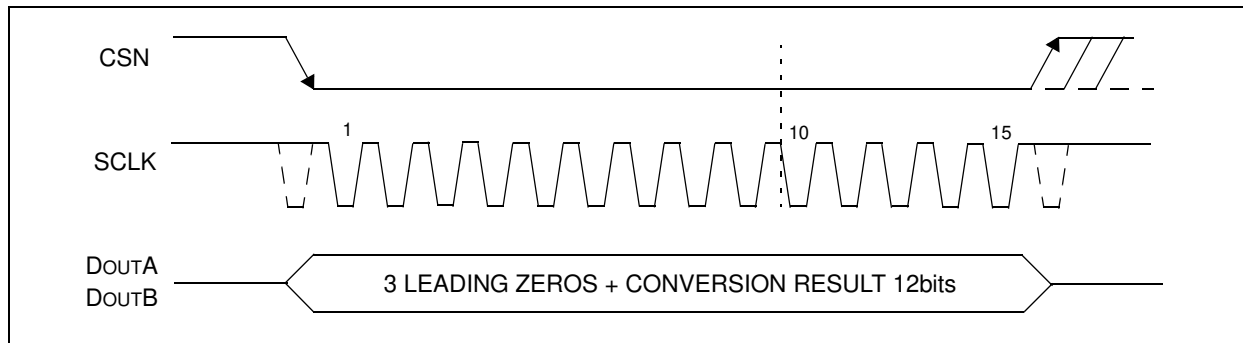 CSN
1
10
15
SCLK
DOUTA
DOUTB
3 LEADING ZEROS + CONVERSION RESULT 12bits